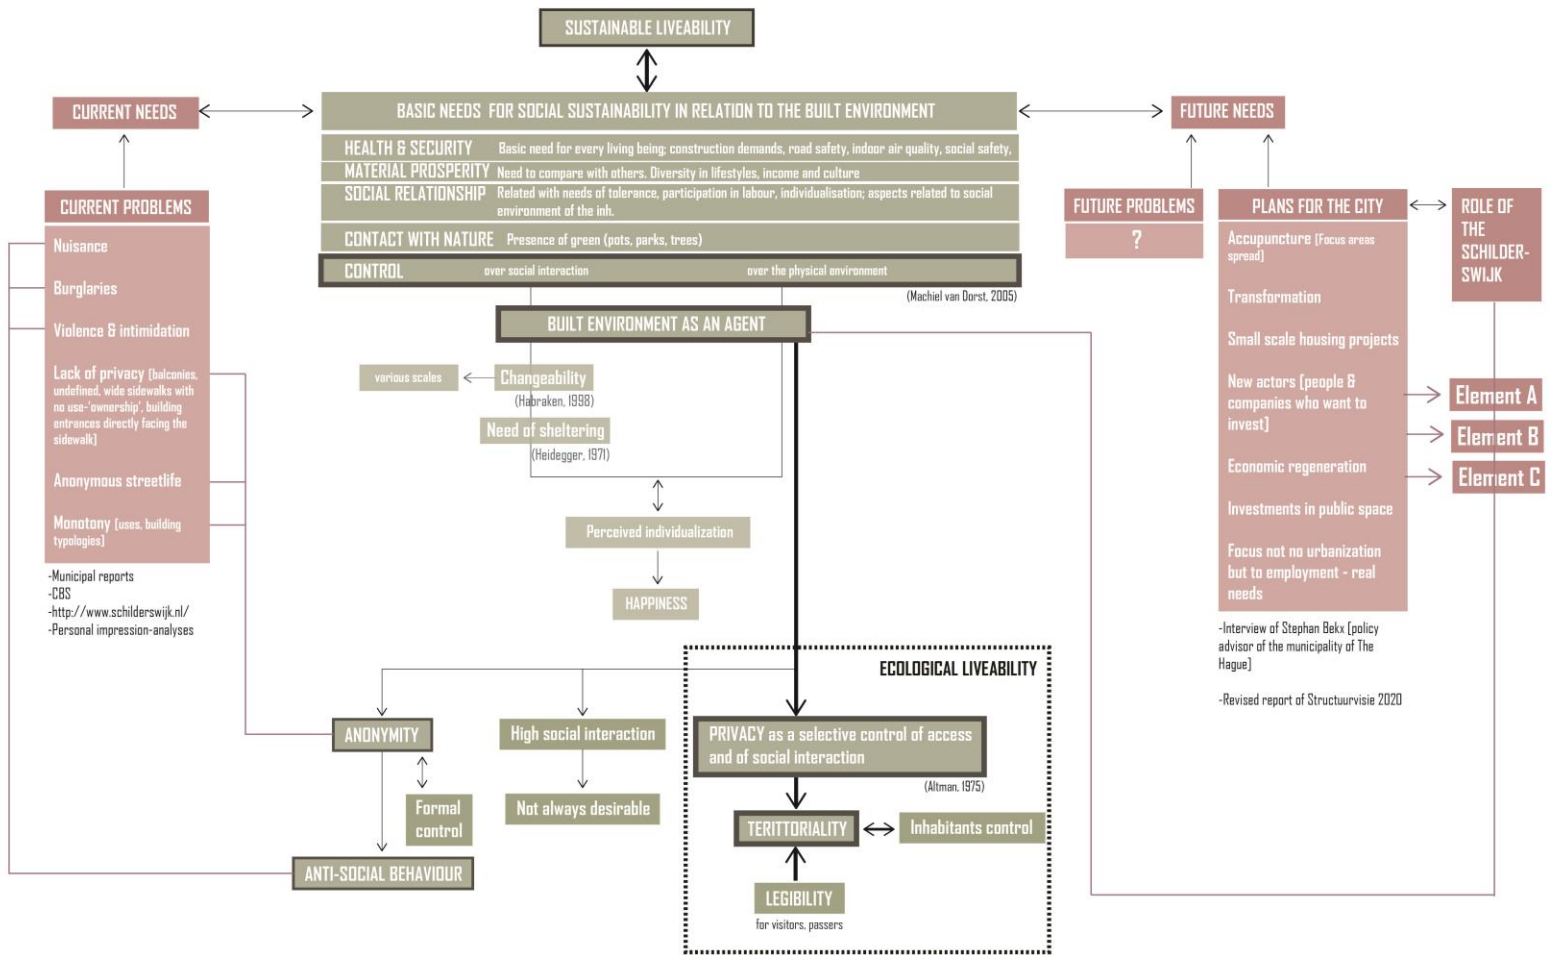 SUSTAINABLE LIVEABILITY
CURRENT NEEDS
BASIC NEEDS FOR SOCIAL SUSTAINABILITY IN RELATION TO THE BUILT ENVIRONMENT
FUTURE NEEDS
HEALTH & SECURITY Basic need for every living being; construction demands, road safety, indoor air quality, social safety,
MATERIAL PROSPERITY Need to compare with others. Diversity in lifestyles, income and culture
SOCIAL RELATIONSHIP Related with needs of tolerance, participation in labour, individualisation; aspects related to social
environment of the inh.
CONTACT WITH NATURE Presence of green (pots, parks, trees)
CONTROL over social interaction over the physical environment
(Machiel van Dorst, 2005)
CURRENT PROBLEMS
Nuisance
Burglaries
Violence & intimidation
Lack of privacy [balconies,
undefined, wide sidewalks with
no use-'ownership', building
entrances directly facing the
sidewalk]
Anonymous streetlife
Monotony [uses, building
typologies]
-Municipal reports
-CBS
-http://www.schilderswijk.nl/
-Personal impression-analyses
BUILT ENVIRONMENT AS AN AGENT
various scales
Changeability
(Habraken, 1998)
Need of sheltering
(Heidegger, 1971)
Perceived individualization
HAPPINESS
FUTURE PROBLEMS
?
PLANS FOR THE CITY
Accupuncture [Focus areas
spread]
Transformation
Small scale housing projects
New actors [people &
companies who want to
invest]
Economic regeneration
Investments in public space
Focus not no urbanization
but to employment - real
needs
-Interview of Stephan Bekx [policy
advisor of the municipality of The
Hague]
-Revised report of Structuurvisie 2020
ROLE OF
THE
SCHILDER-
SWIJK
Element A
Element B
Element C
ECOLOGICAL LIVEABILITY
ANONYMITY
High social interaction
PRIVACY as a selective control of access
and of social interaction
(Altman, 1975)
Formal
control
Not always desirable
TERITTORIALITY
Inhabitants control
ANTI-SOCIAL BEHAVIOUR
LEGIBILITY
for visitors, passers